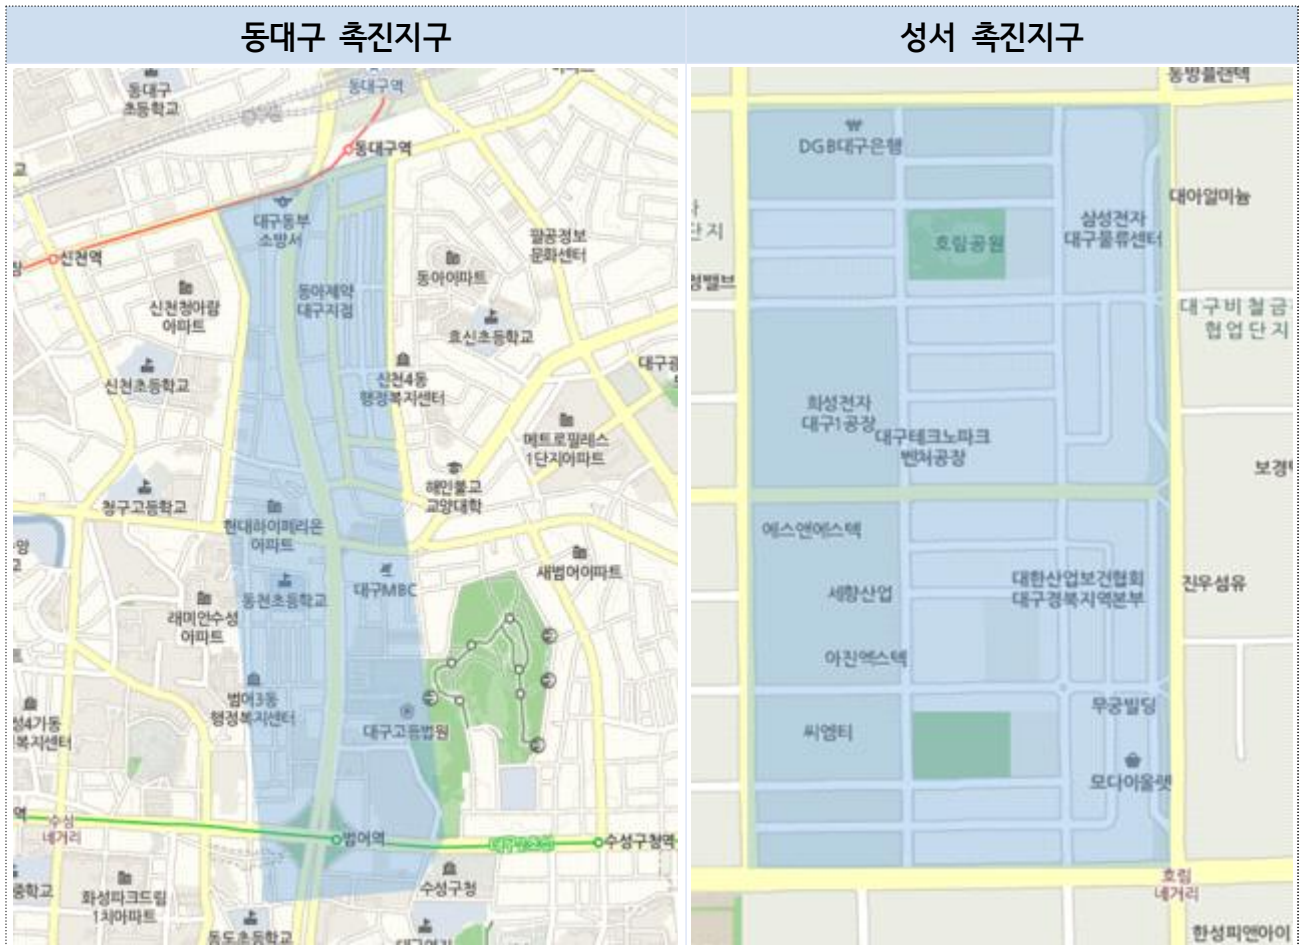 동대구 촉진지구
성서 촉진지구
동대구
초등학교
동대구역
동대구역
대구동부
소방서
신천역
팔공정보
문화센터
동아아파트
신천청아람
아파트
동아제약
대구지점
효신초등학교
신천초등학교
신천4동
행정복지센터
메트로팔레스
1단지아파트
해인불교
교양대학
청구고등학교
현대하이페리온
아파트
새범어아파트
대구MBC
동천초등학교
래미안수성
아파트
범어3동
행정복지센터
대구고등법원
성4가동
복지센터
수성
네거리
범어역
수성구청역
수성구청
중학교
화성파크드림
1차아파트
동도초등학교
동방플랜텍
DGB대구은행
대아알미늄
삼성전자
대구물류센터
호림공원
단지
청밸브
대구비철금
협업단지
희성전자
대구1공장
대구테크노파크
벤처공장
보경
에스앤에스텍
대한산업보건협회
대구경북지역본부
진우섬유
세향산업
아진엑스텍
무궁빌딩
씨엠티
모다아울렛
호림
네거리
한성피앤아이